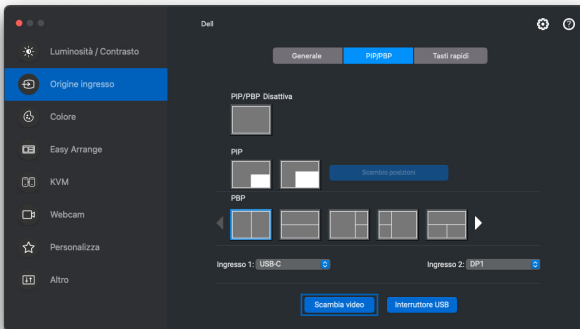 Dell
Luminosità / Contrasto
Origine ingresso
Colore
Easy Arrange
KVM
Webcam
Personalizza
Altro
Generale
PIP/PBP
Tasti rapidi
PIP/PBP Disattiva
PIP
Scambio posizioni
PBP
Ingresso 1: USB-C
Ingresso 2: DP1
Scambia video
Interruttore USB